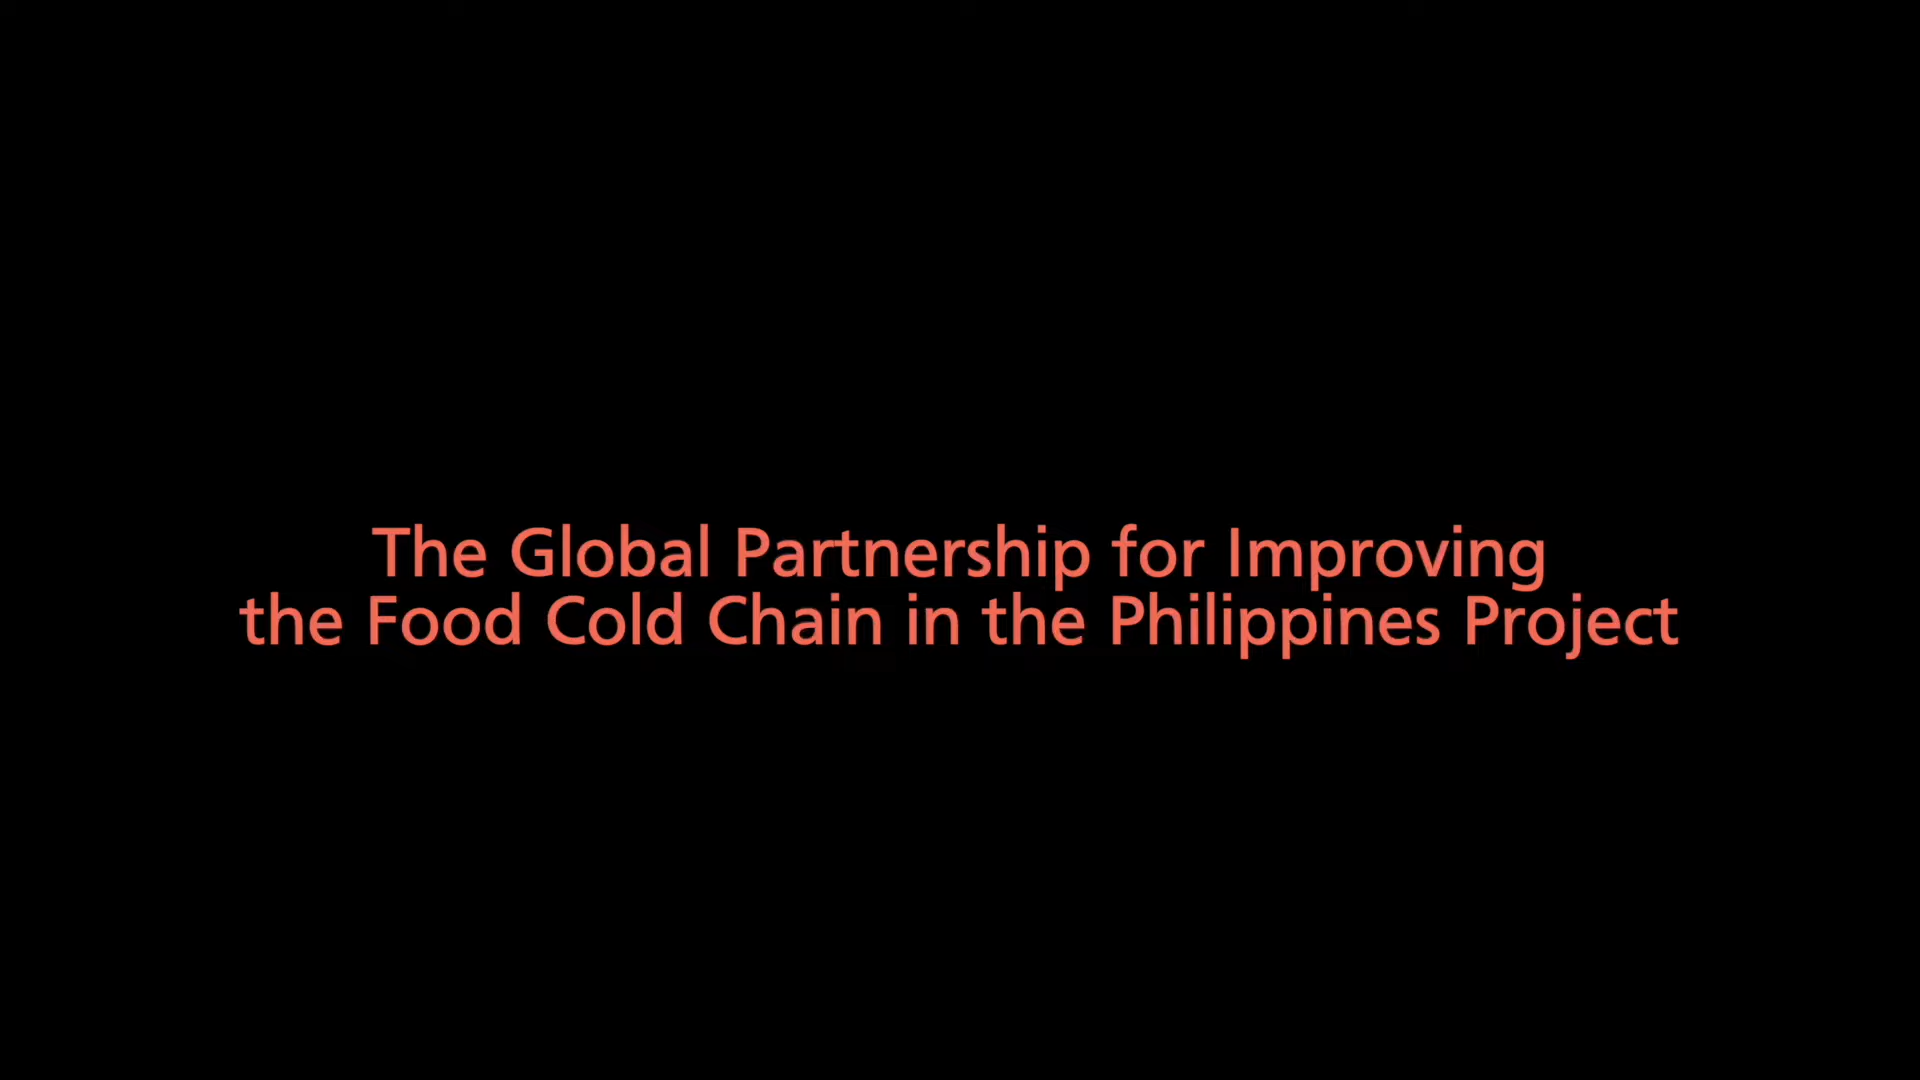 The Global Partnership for Improving
the Food Cold Chain in the Philippines Project